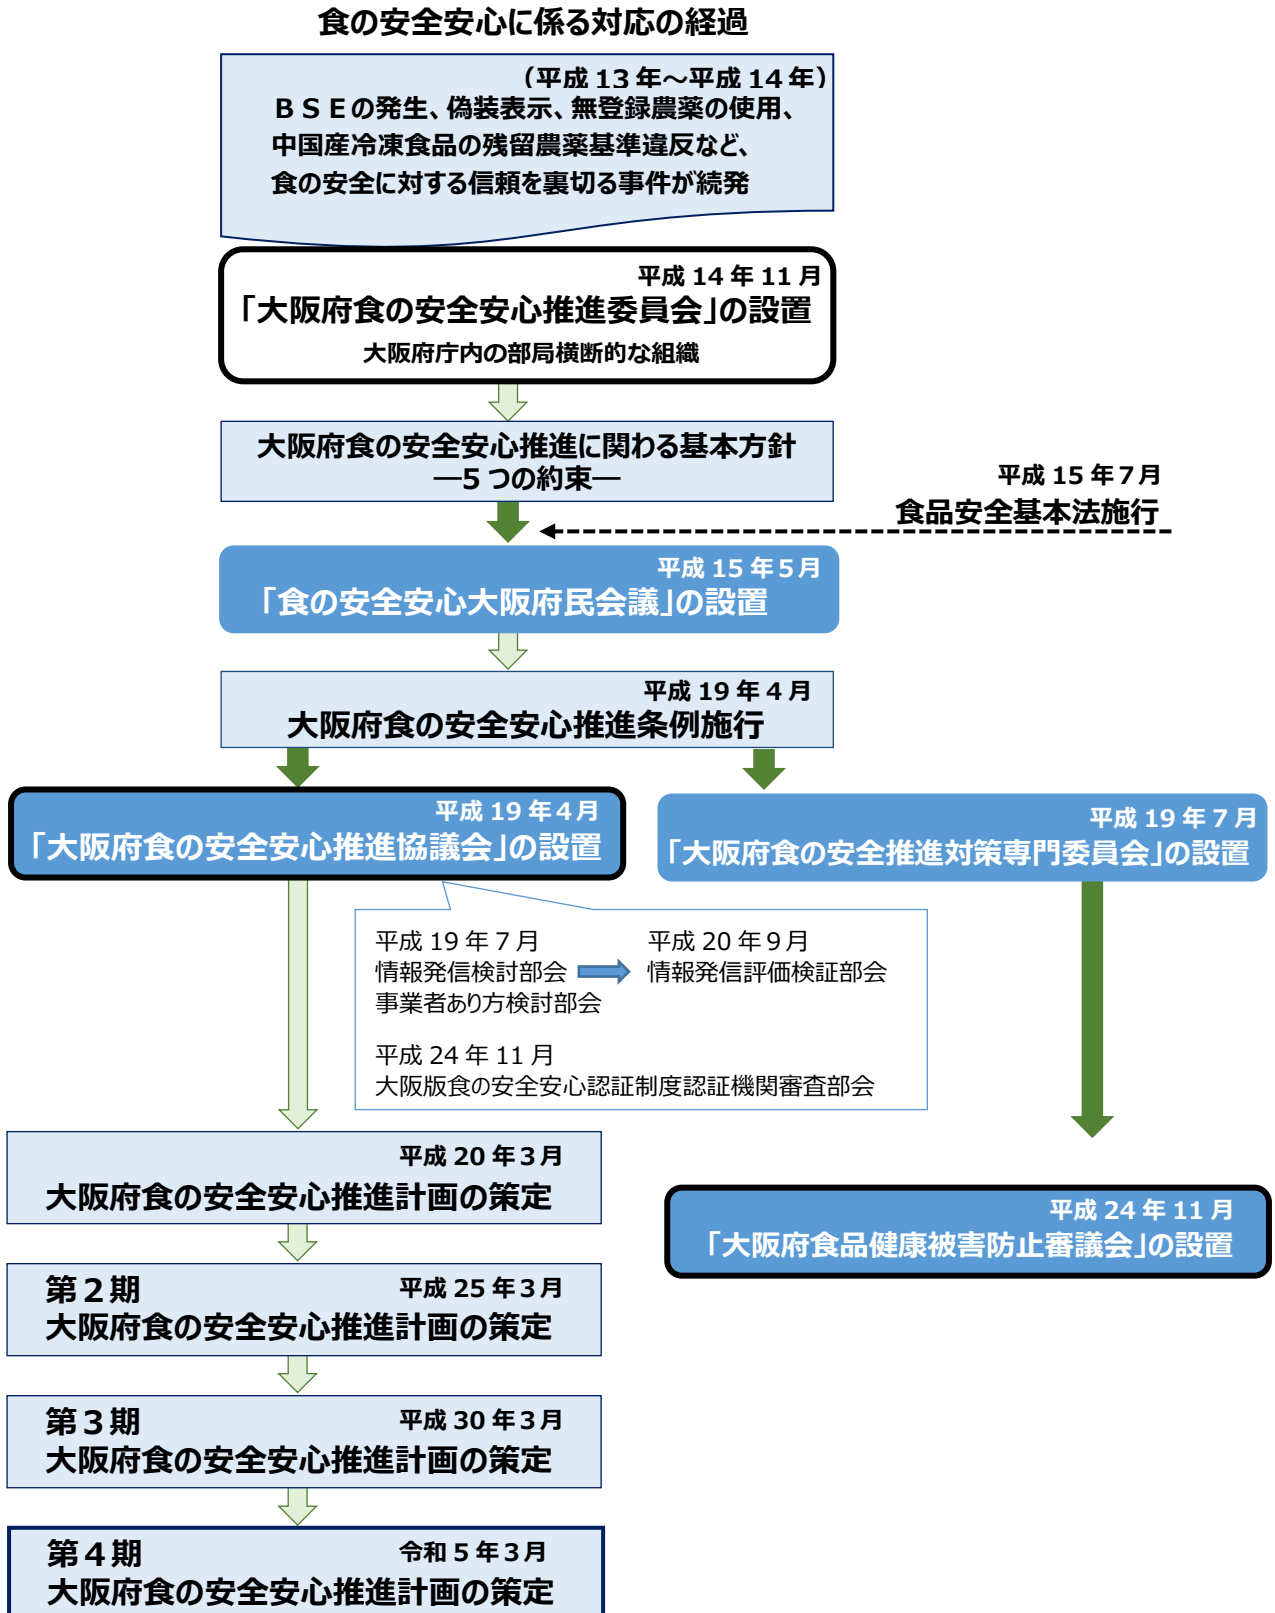 食の安全安心に係る対応の経過
（平成 13 年～平成 14 年）
ＢＳＥの発生、偽装表示、無登録農薬の使用、
中国産冷凍食品の残留農薬基準違反など、
食の安全に対する信頼を裏切る事件が続発
平成 14 年 11 月
「大阪府食の安全安心推進委員会」の設置
大阪府庁内の部局横断的な組織
大阪府食の安全安心推進に関わる基本方針
―５つの約束―
平成 15 年７月
食品安全基本法施行
平成 15 年５月
「食の安全安心大阪府民会議」の設置
平成 19 年４月
大阪府食の安全安心推進条例施行
平成 19 年４月
「大阪府食の安全安心推進協議会」の設置
平成 19 年７月
「大阪府食の安全推進対策専門委員会」の設置
平成 19 年７月
情報発信検討部会
事業者あり方検討部会
平成 20 年９月
情報発信評価検証部会
平成 24 年 11 月
大阪版食の安全安心認証制度認証機関審査部会
平成 20 年３月
大阪府食の安全安心推進計画の策定
平成 24 年 11 月
「大阪府食品健康被害防止審議会」の設置
第２期 平成 25 年３月
大阪府食の安全安心推進計画の策定
第３期 平成 30 年３月
大阪府食の安全安心推進計画の策定
第４期 令和５年３月
大阪府食の安全安心推進計画の策定